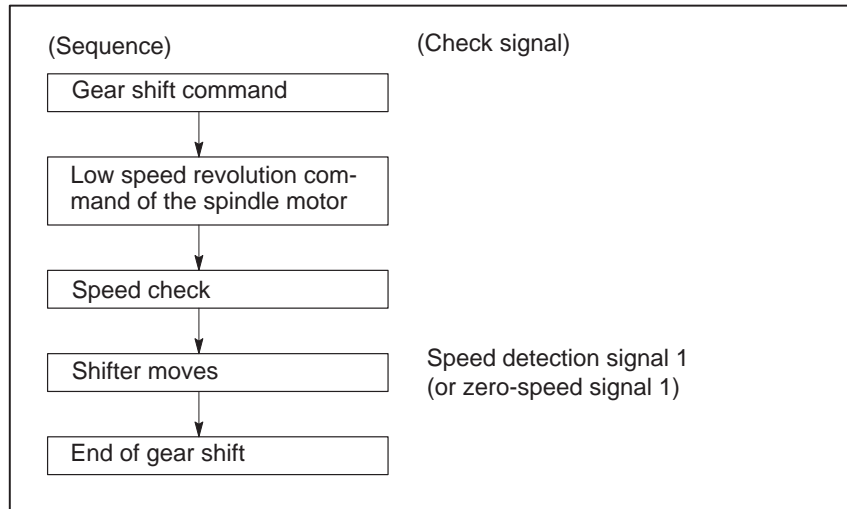 (Sequence)
(Check signal)
Gear shift command
Low speed revolution com-
mand of the spindle motor
Speed check
Shifter moves
Speed detection signal 1
(or zero-speed signal 1)
End of gear shift